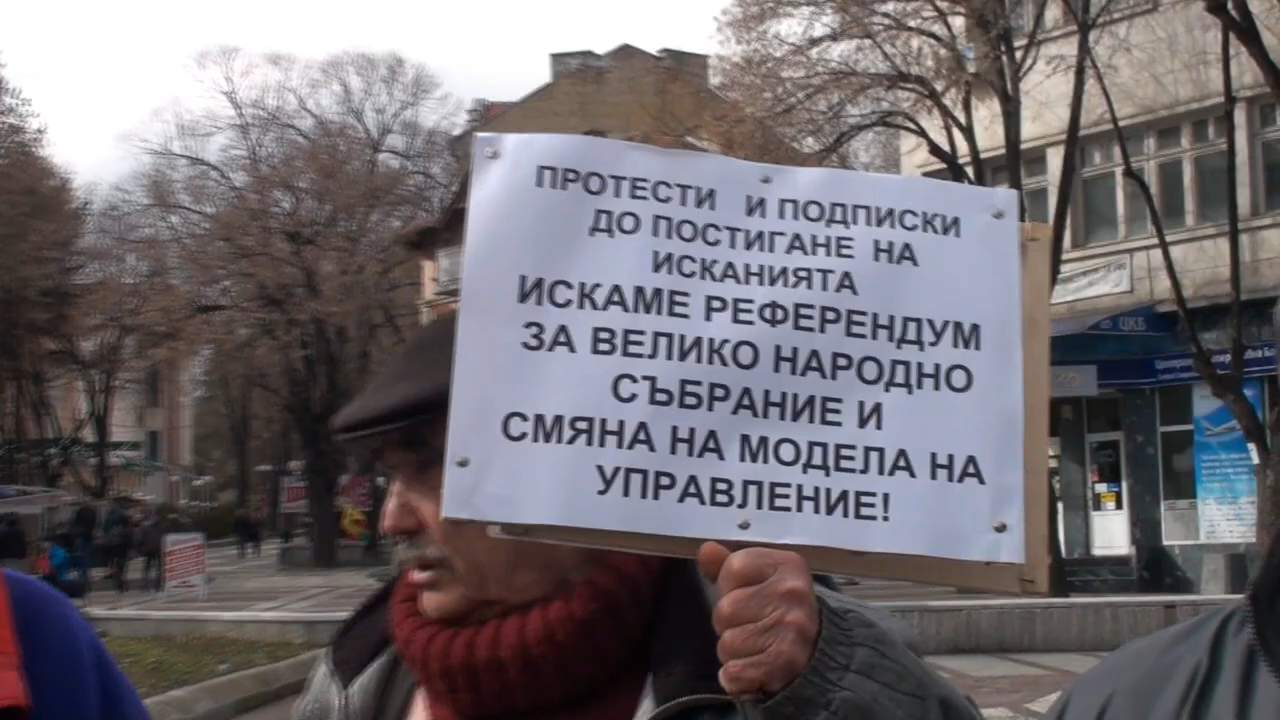 ПРОТЕСТИ И ПОДПИСКИ
ДО ПОСТИГАНЕ НА
ИСКАНИЯТА
ИСКАМЕ РЕФЕРЕНДУМ
ЗА ВЕЛИКО НАРОДНО
СЪБРАНИЕ И
СМЯНА НА МОДЕЛА НА
УПРАВЛЕНИЕ!
ЦКБ